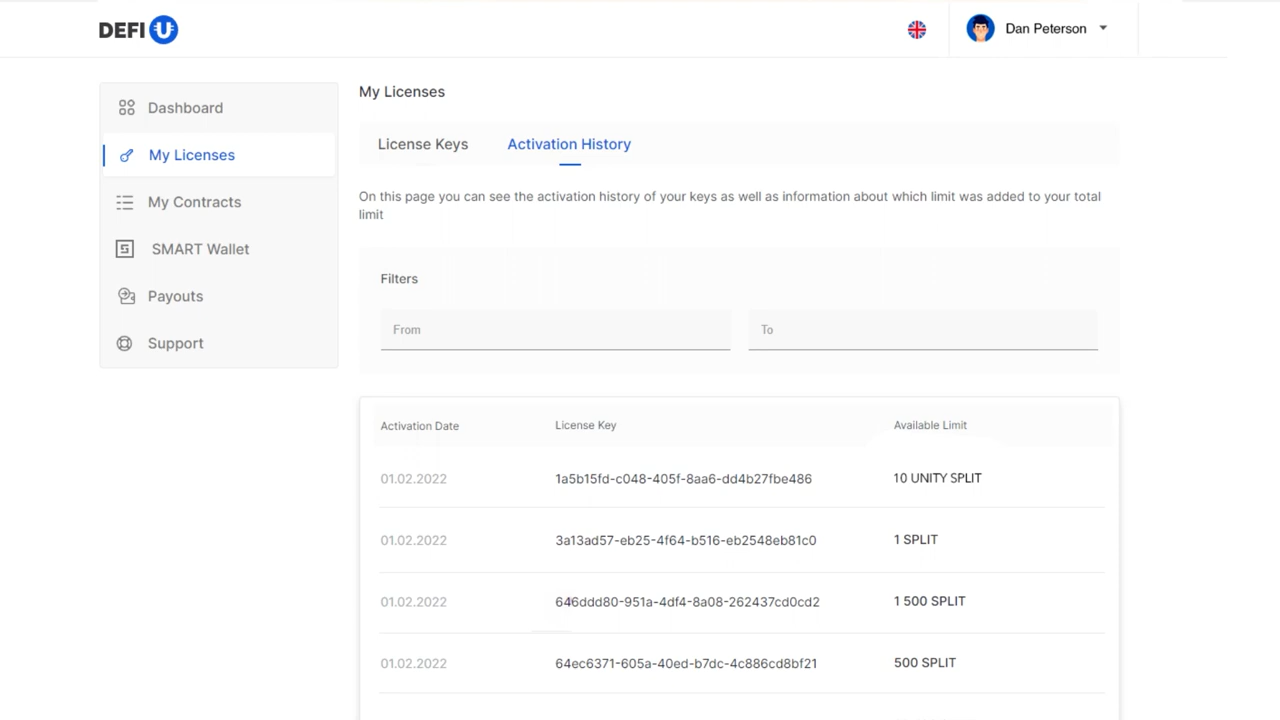 DEFI U
Dan Peterson
Dashboard
My Licenses
My Contracts
SMART Wallet
Payouts
Support
My Licenses
License Keys Activation History
On this page you can see the activation history of your keys as well as information about which limit was added to your total
limit
Filters
From To
Activation Date License Key Available Limit
01.02.2022 1a5b15fd-c048-405f-8aa6-dd4b27fbe486 10 UNITY SPLIT
01.02.2022 3a13ad57-eb25-4f64-b516-eb2548eb81c0 1 SPLIT
01.02.2022 646ddd80-951a-4df4-8a08-262437cd0cd2 1 500 SPLIT
01.02.2022 64ec6371-605a-40ed-b7dc-4c886cd8bf21 500 SPLIT